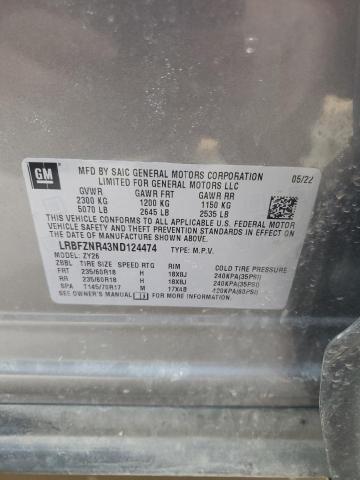 GM
MFD BY SAIC GENERAL MOTORS CORPORATION
LIMITED FOR GENERAL MOTORS LLC
05/22
GVWR GAWR FRT GAWR RR
2300 KG 1200 KG 1150 KG
5070 LB 2645 LB 2535 LB
THIS VEHICLE CONFORMS TO ALL APPLICABLE U.S. FEDERAL MOTOR
VEHICLE SAFETY, BUMPER, AND THEFT PREVENTION STANDARDS IN
EFFECT ON THE DATE OF MANUFACTURE SHOWN ABOVE.
LRBFZNR43ND124474 TYPE: M.P.V.
MODEL: ZY26
ZBBL TIRE SIZE SPEED RTG RIM COLD TIRE PRESSURE
FRT 235/60R18 H 18X8J 240KPA(35PSI)
RR 235/60R18 H 18X8J 240KPA(35PSI)
SPA T145/70R17 M 17X4B 420KPA(60PSI)
SEE OWNER'S MANUAL FOR ADDITIONAL INFORMATION